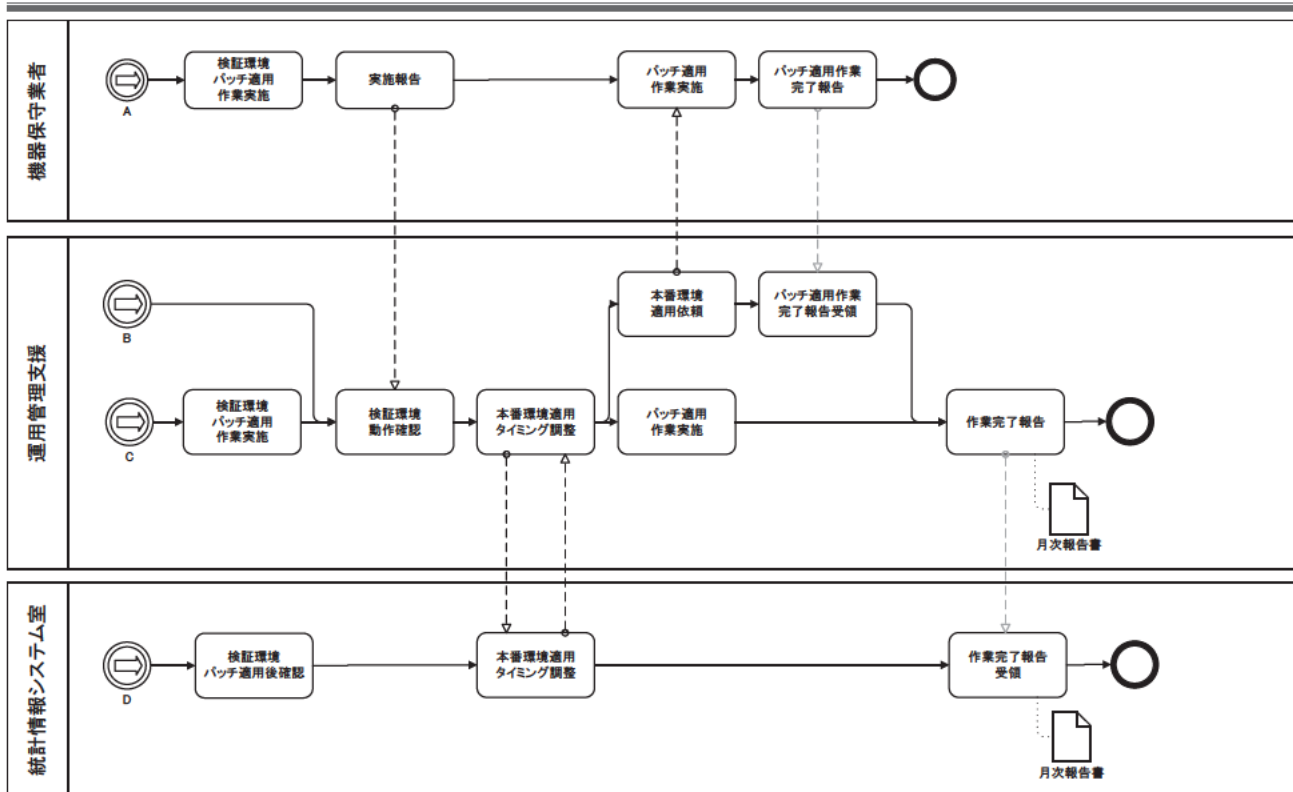 機器保守業者
A
検証環境
パッチ適用
作業実施
実施報告
パッチ適用
作業実施
パッチ適用作業
完了報告
運用管理支援
B
本番環境
適用依頼
パッチ適用作業
完了報告受領
C
検証環境
パッチ適用
作業実施
検証環境
動作確認
本番環境適用
タイミング調整
パッチ適用
作業実施
作業完了報告
月次報告書
統計情報システム室
D
検証環境
パッチ適用後確認
本番環境適用
タイミング調整
作業完了報告
受領
月次報告書